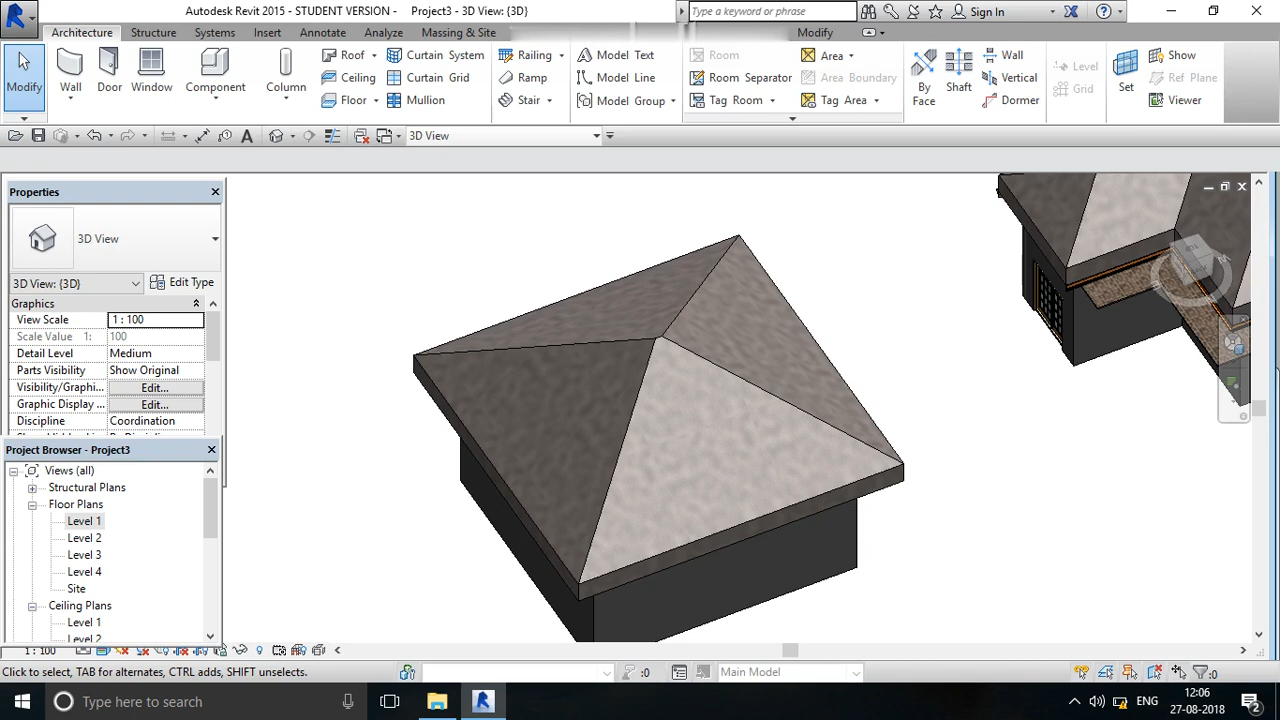 Autodesk Revit 2015 - STUDENT VERSION - Project3 - 3D View: {3D}
Type a keyword or phrase
Sign In
Architecture Structure Systems Insert Annotate Analyze Massing & Site Modify
Modify
Wall
Door
Window
Component
Column
Roof
Ceiling
Floor
Curtain System
Curtain Grid
Mullion
Railing
Ramp
Stair
Model Text
Model Line
Model Group
Room
Room Separator
Tag Room
Area
Area Boundary
Tag Area
By Face
Shaft
Wall
Vertical
Dormer
Level
Grid
Set
Show
Ref Plane
Viewer
3D View
Properties
3D View
3D View: {3D}
Edit Type
Graphics
View Scale 1 : 100
Scale Value 1: 100
Detail Level Medium
Parts Visibility Show Original
Visibility/Graphi... Edit...
Graphic Display ... Edit...
Discipline Coordination
Project Browser - Project3
Views (all)
Structural Plans
Floor Plans
Level 1
Level 2
Level 3
Level 4
Site
Ceiling Plans
Level 1
Level 2
1 : 100
Click to select, TAB for alternates, CTRL adds, SHIFT unselects.
:0
Main Model
:0
Type here to search
ENG
12:06
27-08-2018
2